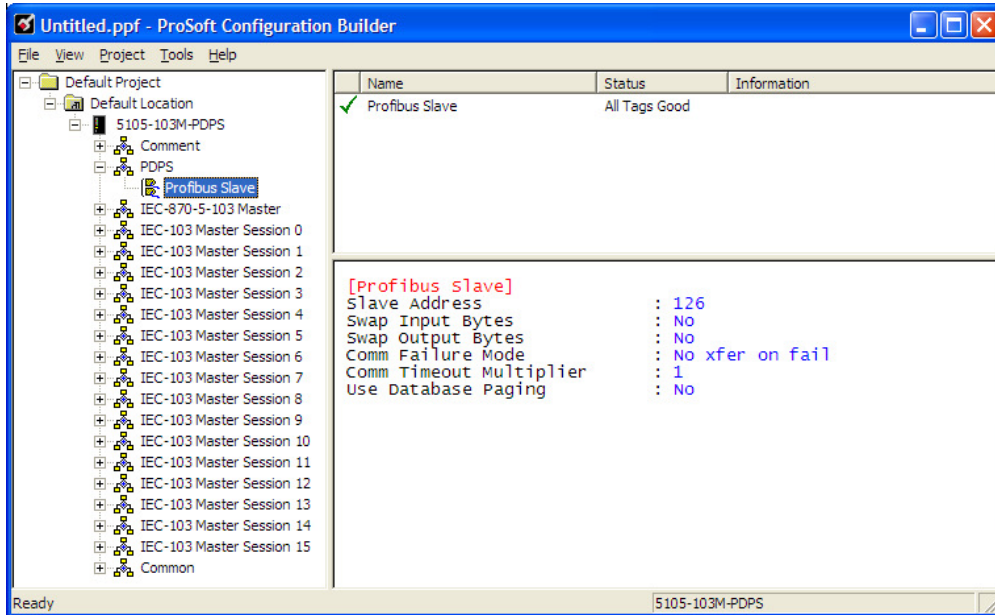 Untitled.ppf - ProSoft Configuration Builder
File View Project Tools Help
Default Project
Default Location
5105-103M-PDPS
Comment
PDPS
Profibus Slave
IEC-870-5-103 Master
IEC-103 Master Session 0
IEC-103 Master Session 1
IEC-103 Master Session 2
IEC-103 Master Session 3
IEC-103 Master Session 4
IEC-103 Master Session 5
IEC-103 Master Session 6
IEC-103 Master Session 7
IEC-103 Master Session 8
IEC-103 Master Session 9
IEC-103 Master Session 10
IEC-103 Master Session 11
IEC-103 Master Session 12
IEC-103 Master Session 13
IEC-103 Master Session 14
IEC-103 Master Session 15
Common
Name Status Information
Profibus Slave All Tags Good
[Profibus Slave]
Slave Address : 126
Swap Input Bytes : No
Swap Output Bytes : No
Comm Failure Mode : No xfer on fail
Comm Timeout Multiplier : 1
Use Database Paging : No
Ready 5105-103M-PDPS